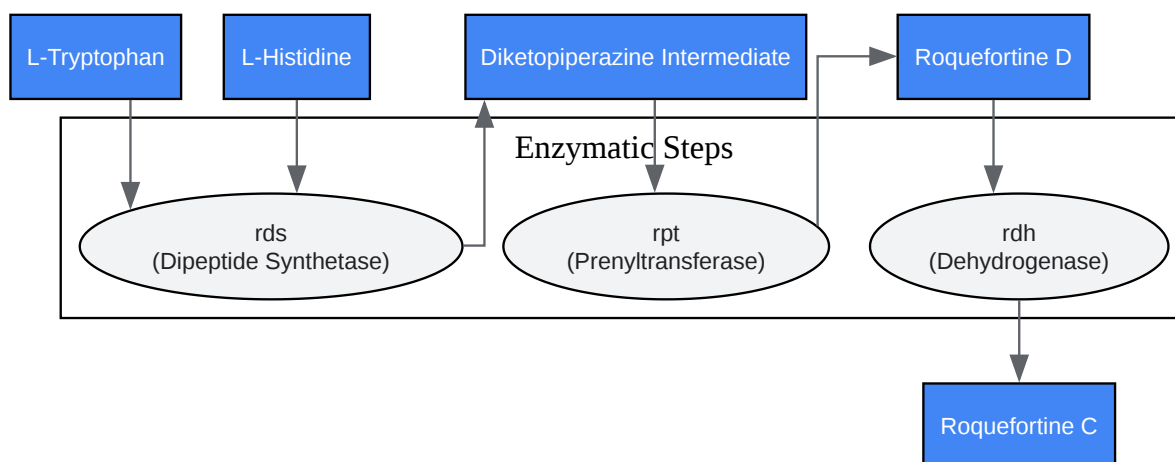 L-Tryptophan
L-Histidine
Diketopiperazine Intermediate
Roquefortine D
Enzymatic Steps
rds
(Dipeptide Synthetase)
rpt
(Prenyltransferase)
rdh
(Dehydrogenase)
Roquefortine C